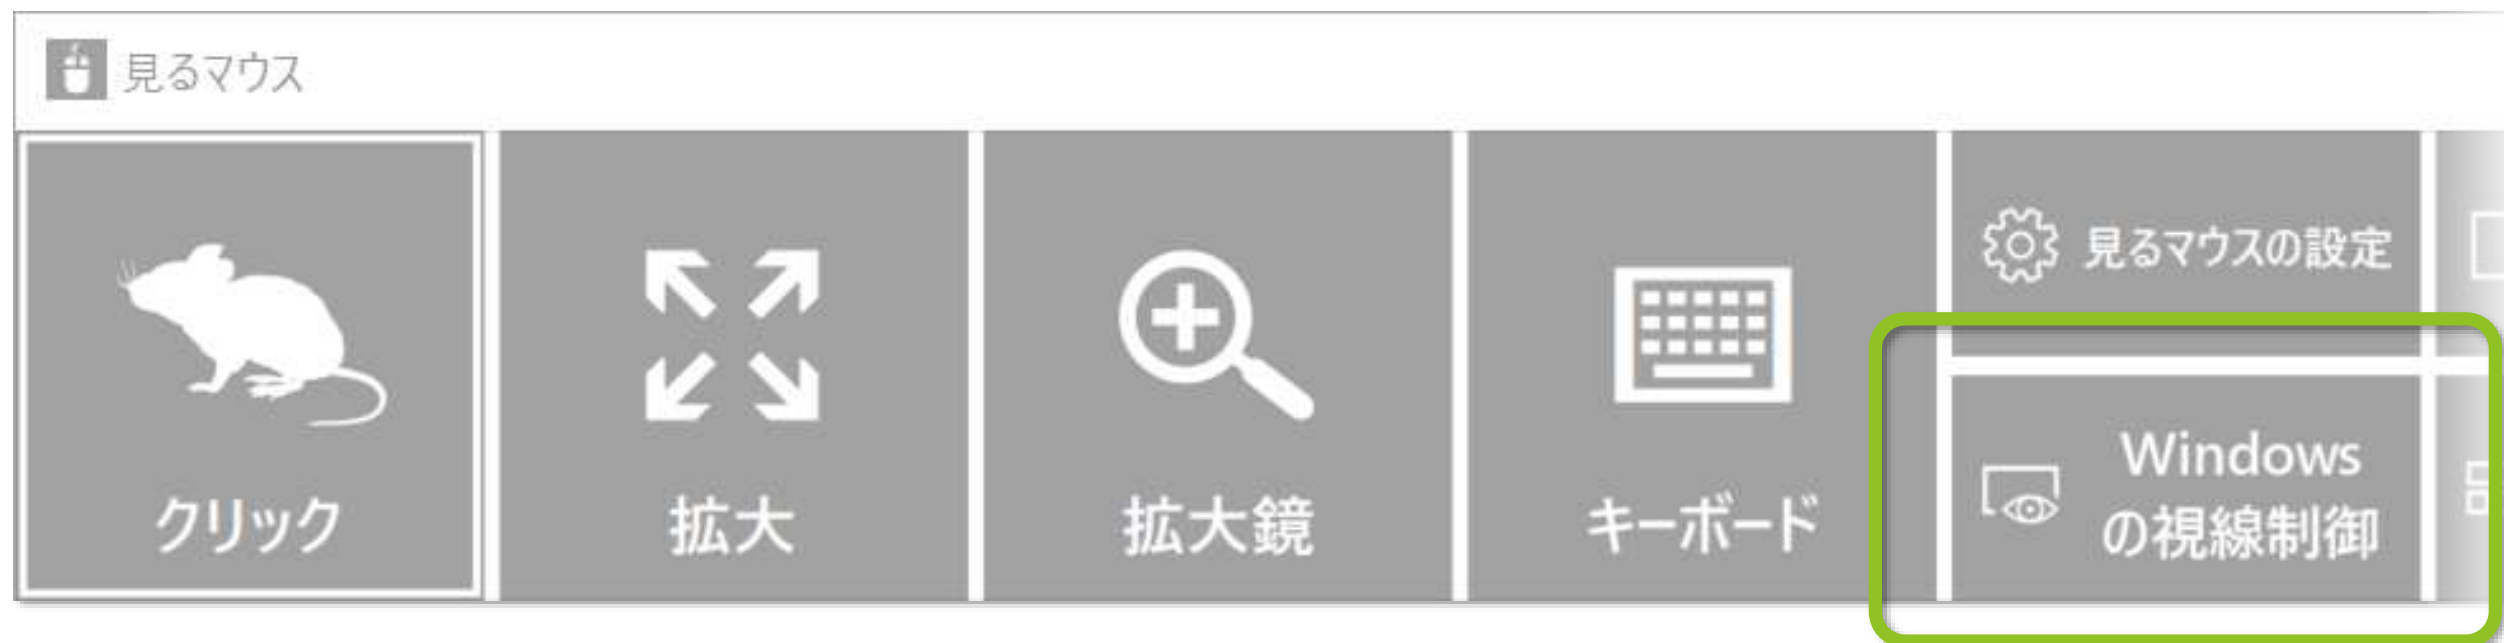 見るマウス
クリック
拡大
拡大鏡
キーボード
見るマウスの設定
Windows
の視線制御